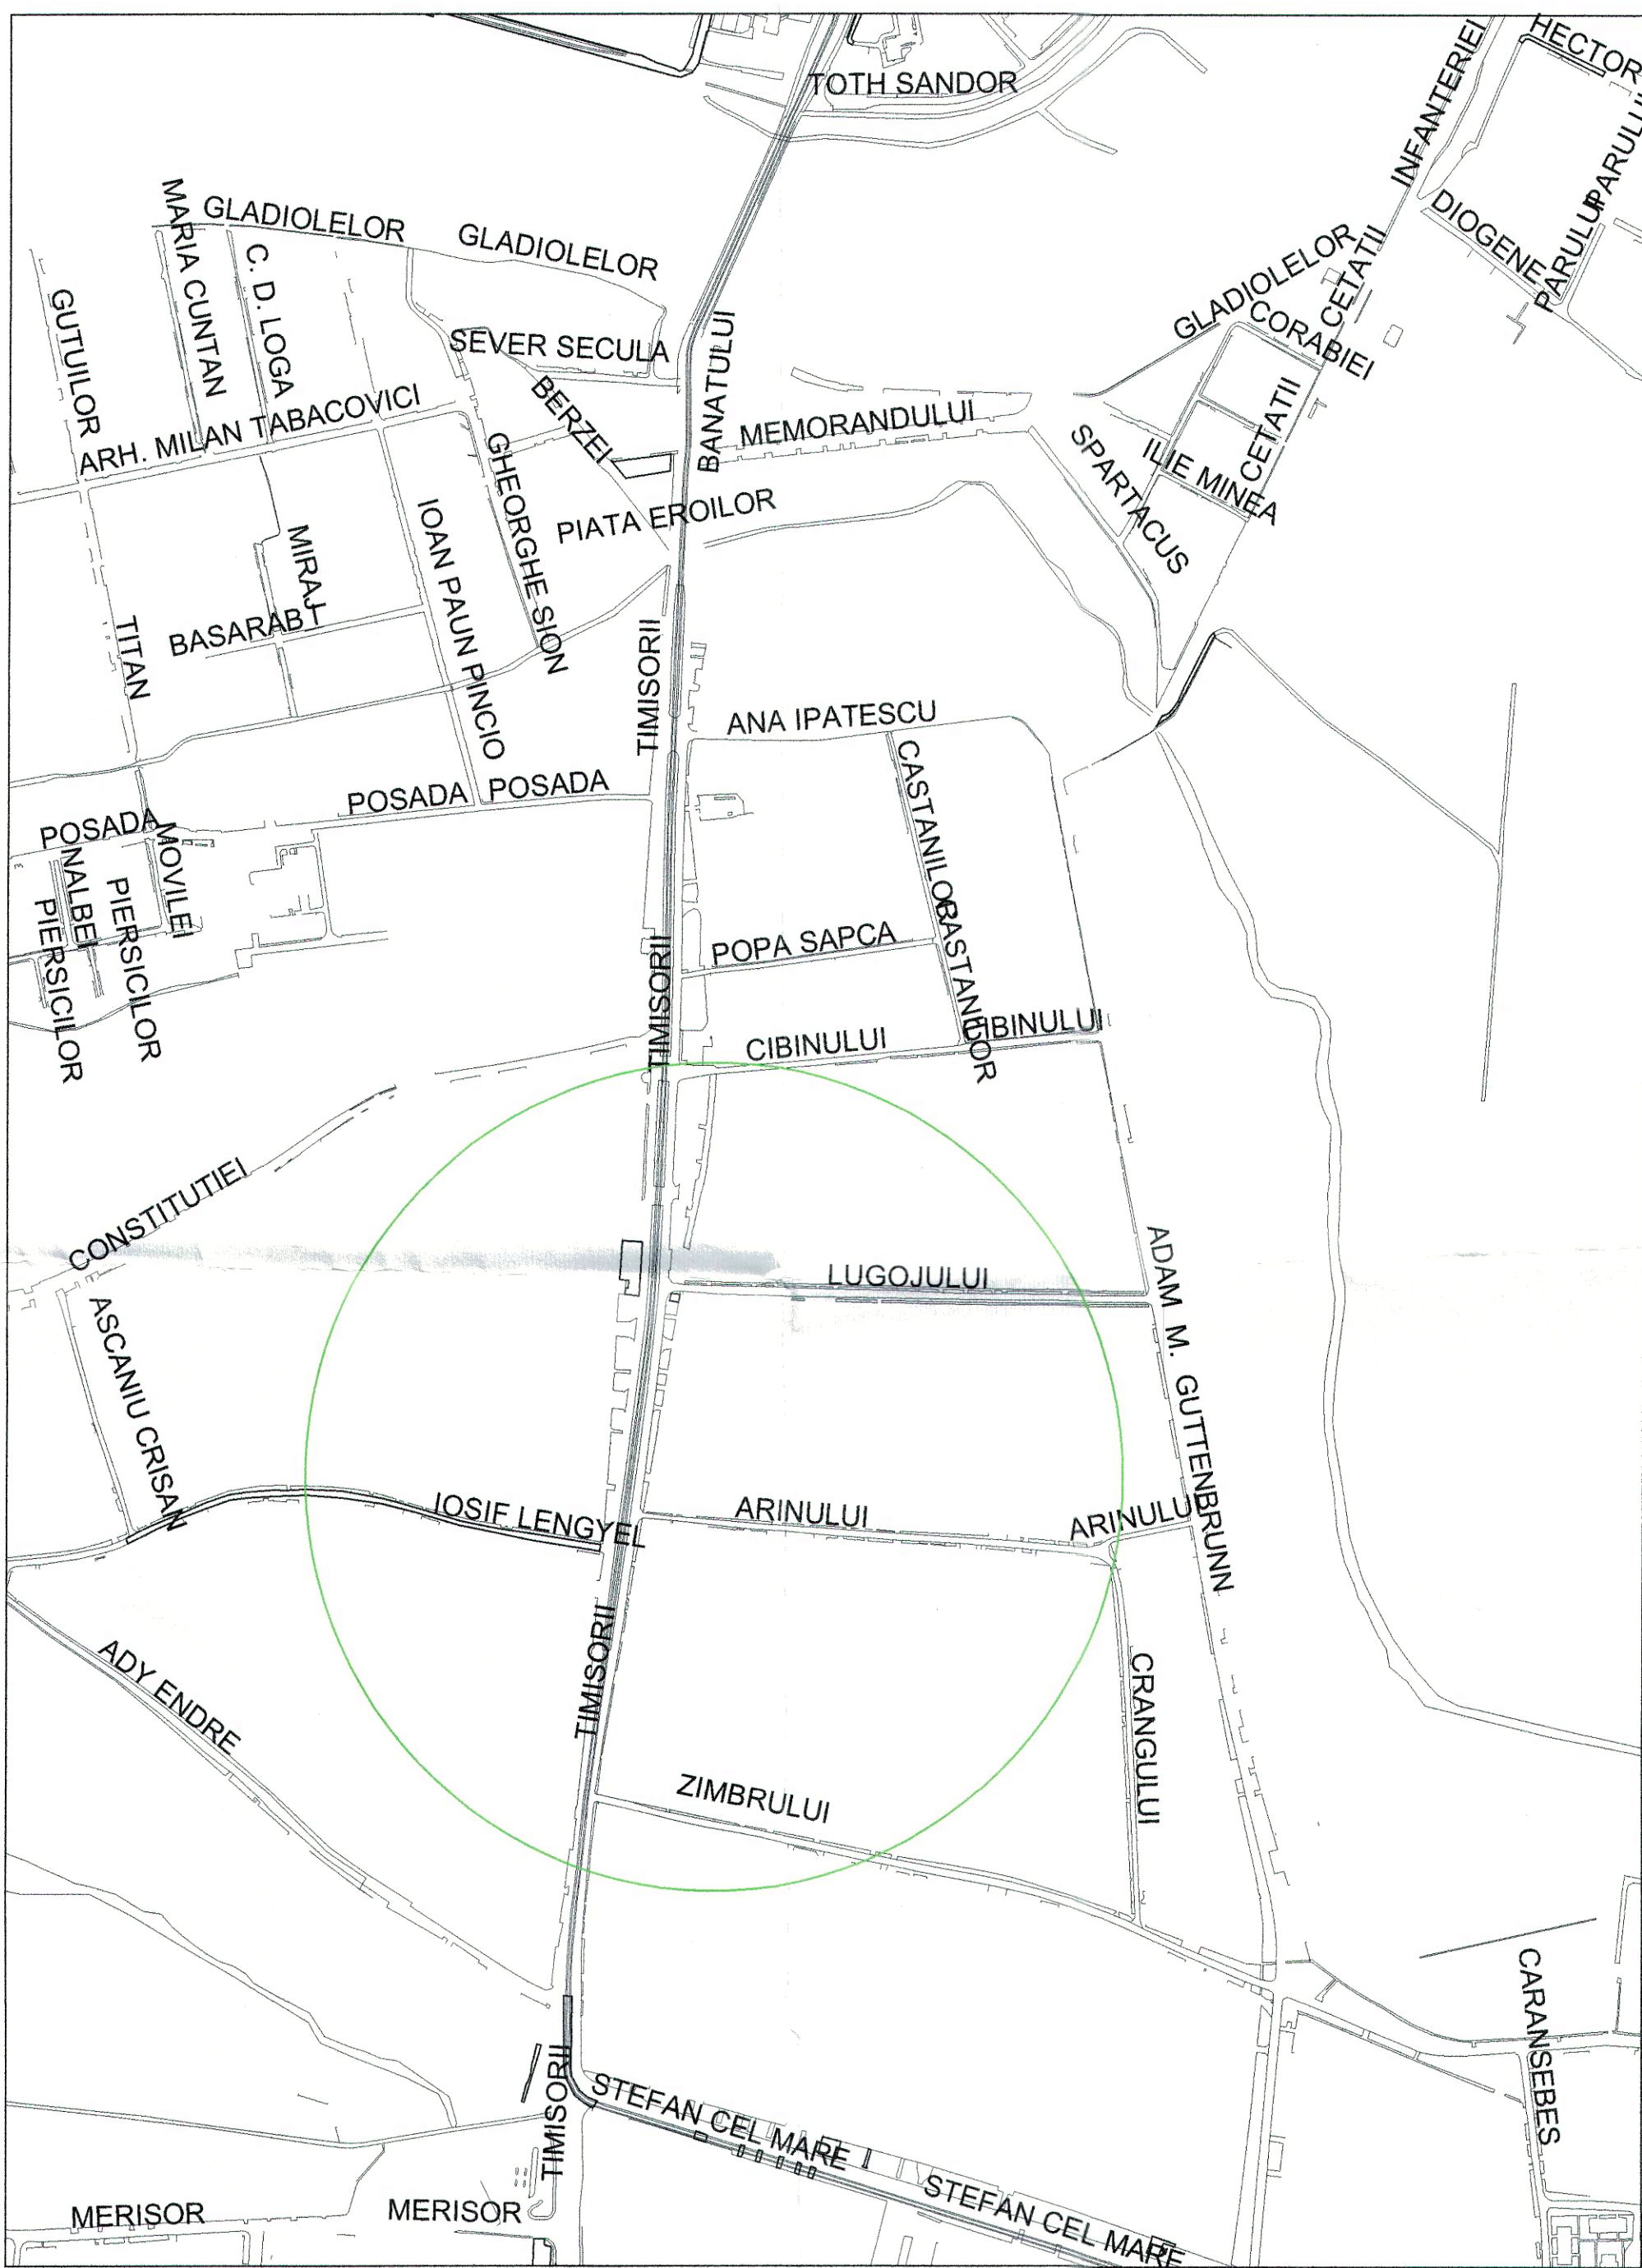 HECTOR
TOTH SANDOR
INFANTERIEI
PARULUI
PARULUI
DIOGENE
MARIA CUNTAN
GLADIOLELOR
GLADIOLELOR
C. D. LOGA
GUTUILOR
GLADIOLELOR
CETATII
CORABIEI
SEVER SECULA
BANATULUI
BERZEI
ARH. MILAN TABACOVICI
MEMORANDULUI
CETATII
ILIE MINEA
SPARTACUS
GHEORGHE SION
PIATA EROILOR
IOAN PAUN PINCIO
MIRAJ
BASARAB I
TITAN
TIMISORII
ANA IPATESCU
CASTANILOR
POSADA
POSADA
POSADA
MOVILEI
NALBEI
PIERSICILOR
PIERSICILOR
POPA SAPCA
CASTANILOR
TIMISORII
CIBINULUI
CIBINULUI
CONSTITUTIEI
LUGOJULUI
ADAM M. GUTTENBRUNN
ASCANIU CRISAN
IOSIF LENGYEL
ARINULUI
ARINULUI
TIMISORII
ADY ENDRE
CRANGULUI
ZIMBRULUI
CARANSEBES
TIMISORII
STEFAN CEL MARE
STEFAN CEL MARE
MERISOR
MERISOR